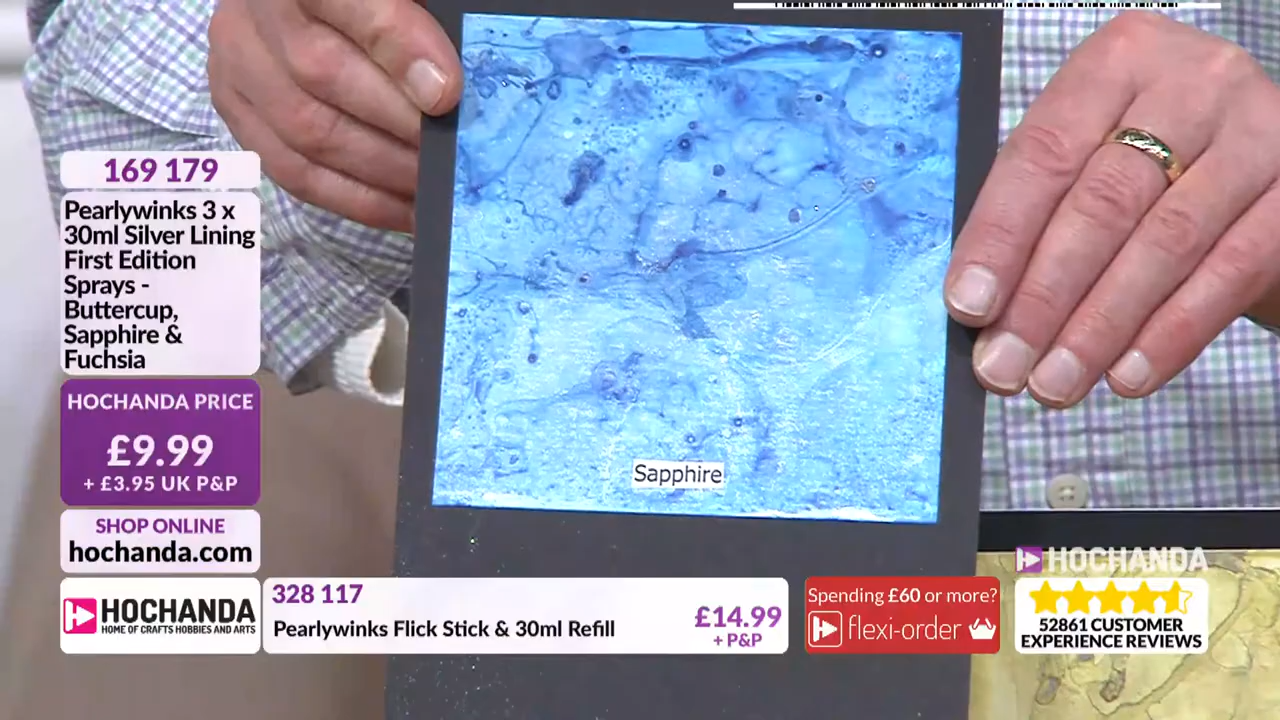 169 179
Pearlywinks 3 x
30ml Silver Lining
First Edition
Sprays -
Buttercup,
Sapphire &
Fuchsia
HOCHANDA PRICE
£9.99
+ £3.95 UK P&P
SHOP ONLINE
hochanda.com
HOCHANDA
HOME OF CRAFTS HOBBIES AND ARTS
328 117
Pearlywinks Flick Stick & 30ml Refill
£14.99
+ P&P
Spending £60 or more?
flexi-order
HOCHANDA
52861 CUSTOMER
EXPERIENCE REVIEWS
Sapphire